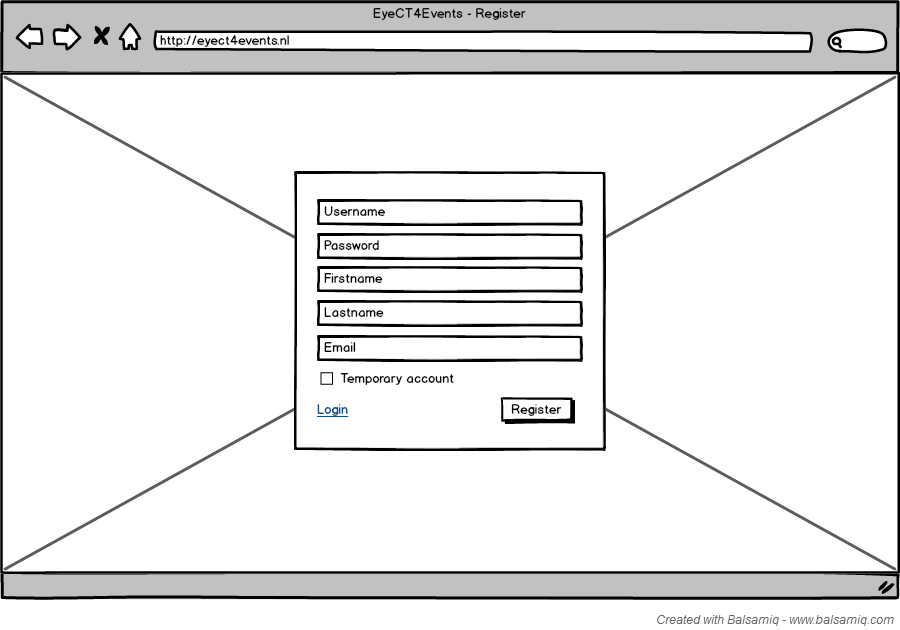 EyeCT4Events - Register
http://eyect4events.nl
Username
Password
Firstname
Lastname
Email
Temporary account
Login Register
Created with Balsamiq - www.balsamiq.com